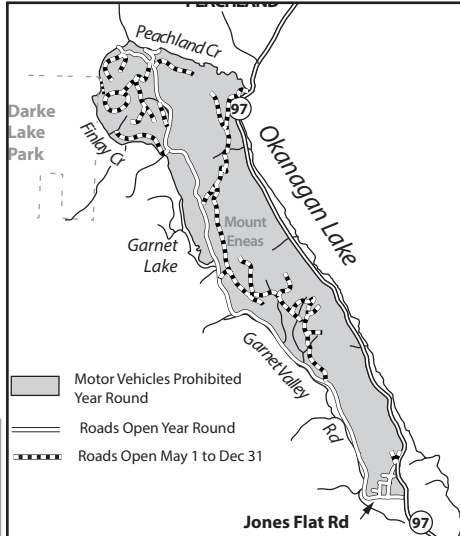 PEACHLAND
Peachland Cr
97
Darke
Lake
Park
Finlay Cr
Okanagan Lake
Mount
Eneas
Garnet
Lake
Garnet Valley
Rd
Motor Vehicles Prohibited
Year Round
Roads Open Year Round
Roads Open May 1 to Dec 31
Jones Flat Rd
97